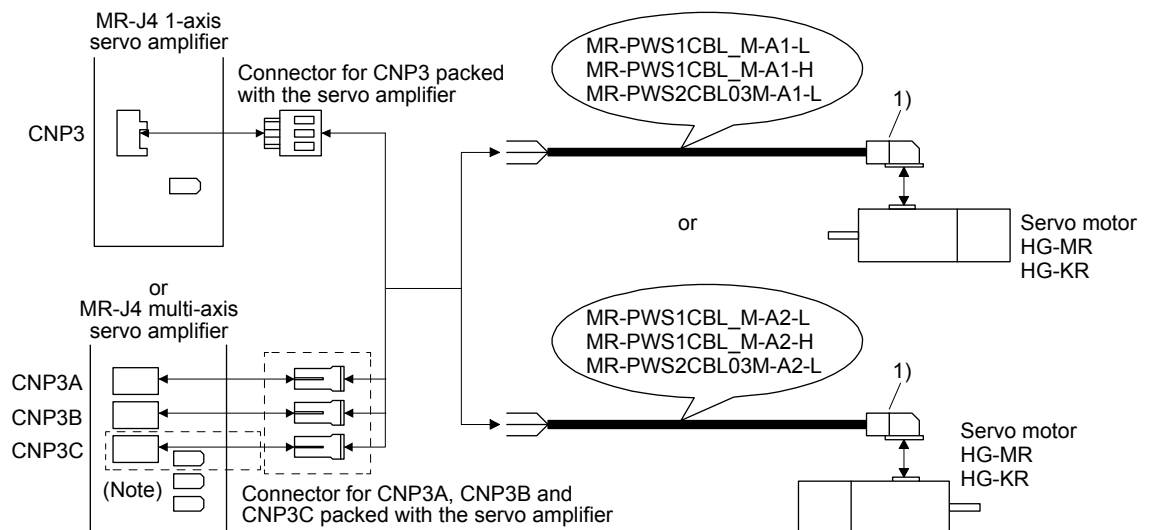 MR-J4 1-axis
servo amplifier
CNP3
Connector for CNP3 packed
with the servo amplifier
MR-PWS1CBL_M-A1-L
MR-PWS1CBL_M-A1-H
MR-PWS2CBL03M-A1-L
1)
Servo motor
HG-MR
HG-KR
or
or
MR-J4 multi-axis
servo amplifier
CNP3A
CNP3B
CNP3C
(Note)
Connector for CNP3A, CNP3B and
CNP3C packed with the servo amplifier
MR-PWS1CBL_M-A2-L
MR-PWS1CBL_M-A2-H
MR-PWS2CBL03M-A2-L
1)
Servo motor
HG-MR
HG-KR